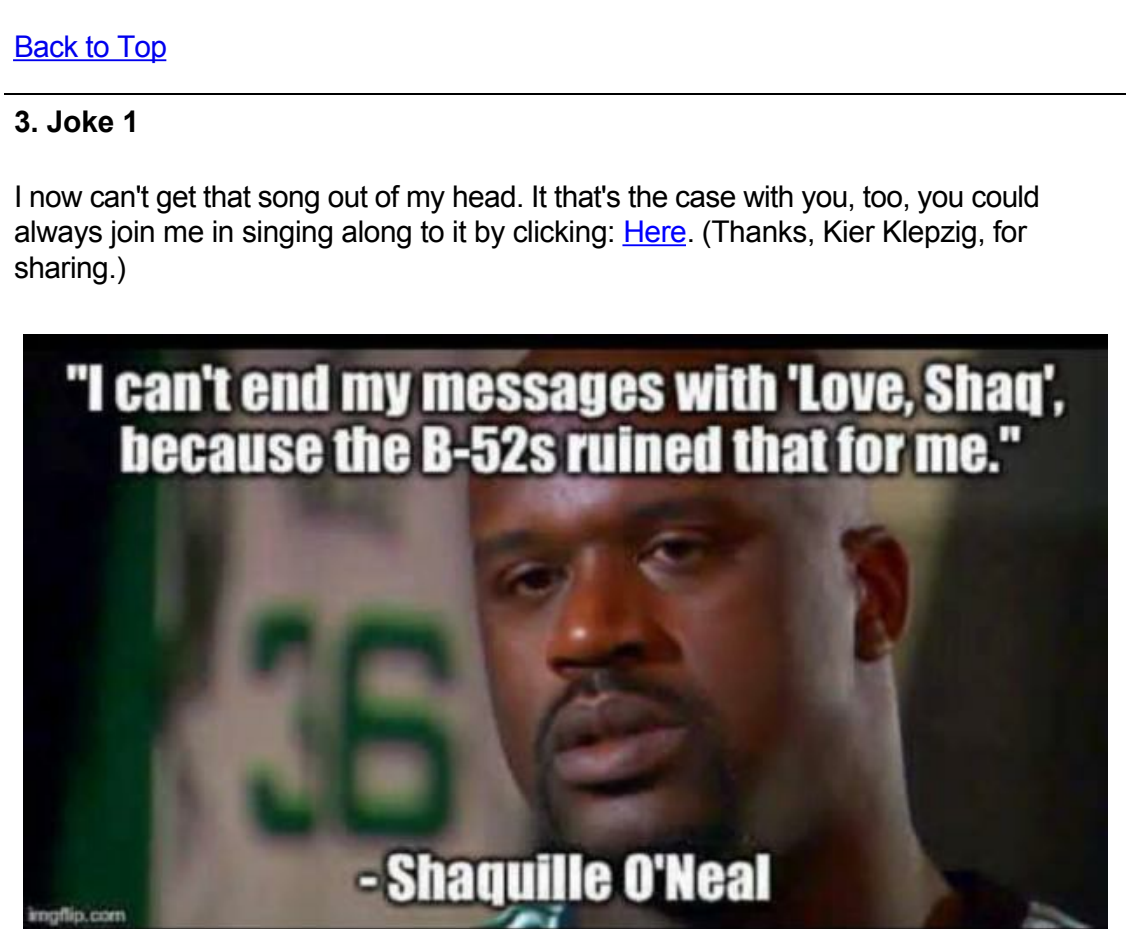 Back to Top
3. Joke 1
I now can't get that song out of my head. It that's the case with you, too, you could
always join me in singing along to it by clicking: Here. (Thanks, Kier Klepzig, for
sharing.)
"I can't end my messages with 'Love, Shaq',
because the B-52s ruined that for me."
36
- Shaquille O'Neal
imgflip.com